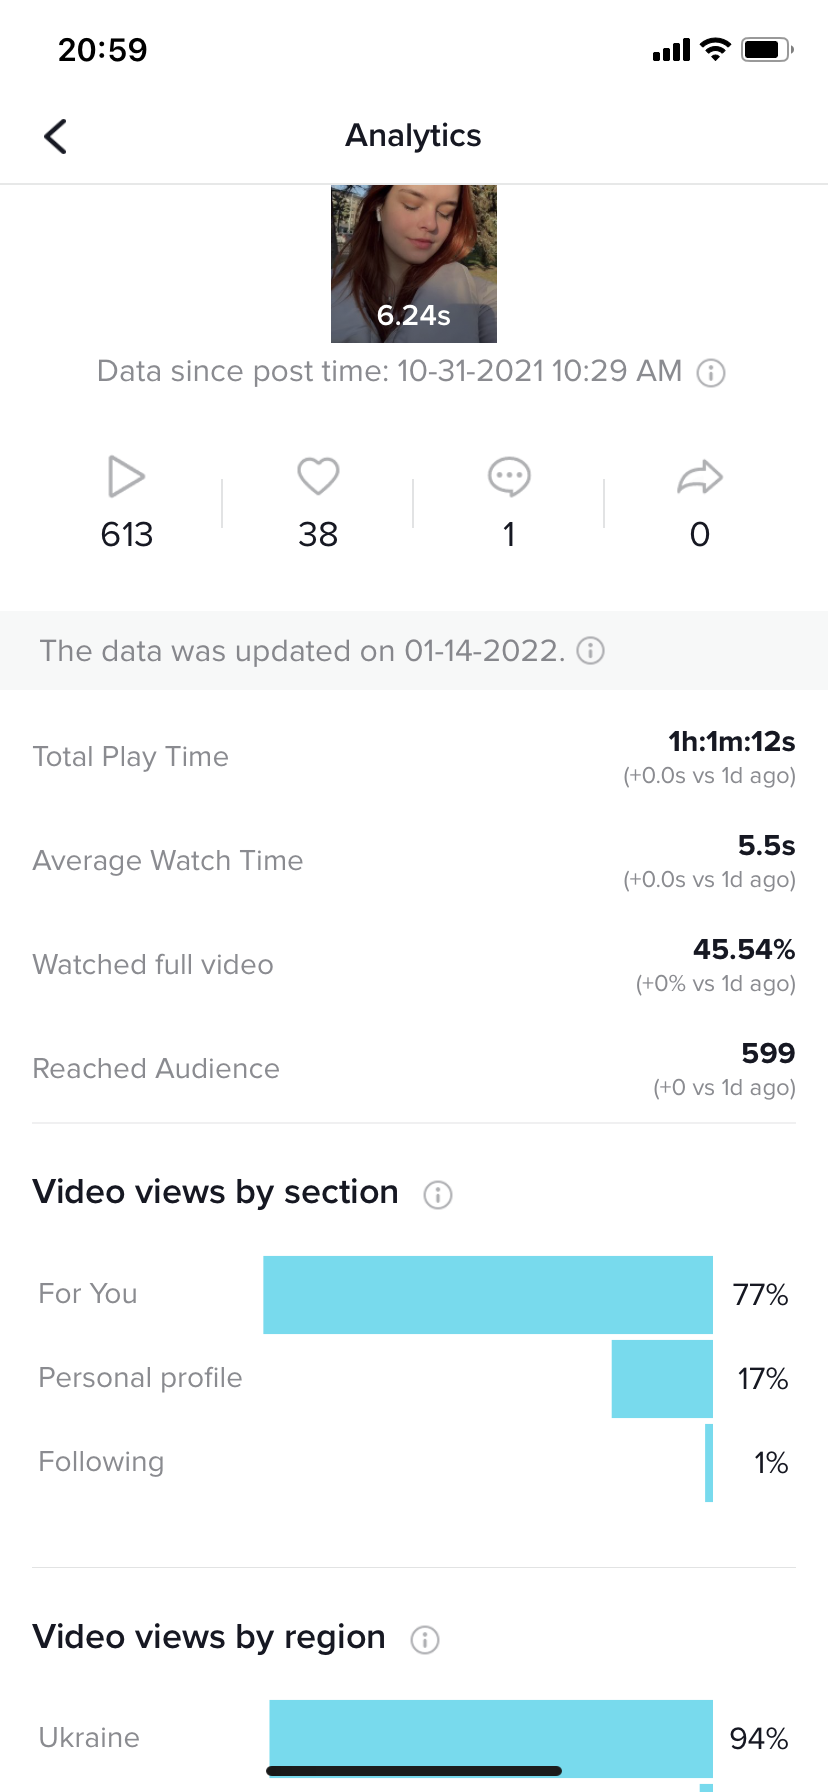 20:59
Analytics
6.24s
Data since post time: 10-31-2021 10:29 AM
613 38 1 0
The data was updated on 01-14-2022.
Total Play Time 1h:1m:12s
(+0.0s vs 1d ago)
Average Watch Time 5.5s
(+0.0s vs 1d ago)
Watched full video 45.54%
(+0% vs 1d ago)
Reached Audience 599
(+0 vs 1d ago)
Video views by section
For You 77%
Personal profile 17%
Following 1%
Video views by region
Ukraine 94%